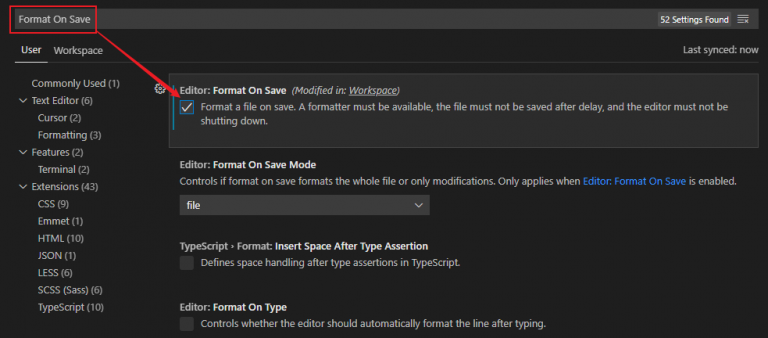 Format On Save
52 Settings Found
User Workspace
Last synced: now
Commonly Used (1)
Text Editor (6)
Cursor (2)
Formatting (3)
Features (2)
Terminal (2)
Extensions (43)
CSS (9)
Emmet (1)
HTML (10)
JSON (1)
LESS (6)
SCSS (Sass) (6)
TypeScript (10)
Editor: Format On Save (Modified in: Workspace)
Format a file on save. A formatter must be available, the file must not be saved after delay, and the editor must not be
shutting down.
Editor: Format On Save Mode
Controls if format on save formats the whole file or only modifications. Only applies when Editor: Format On Save is enabled.
file
TypeScript › Format: Insert Space After Type Assertion
Defines space handling after type assertions in TypeScript.
Editor: Format On Type
Controls whether the editor should automatically format the line after typing.